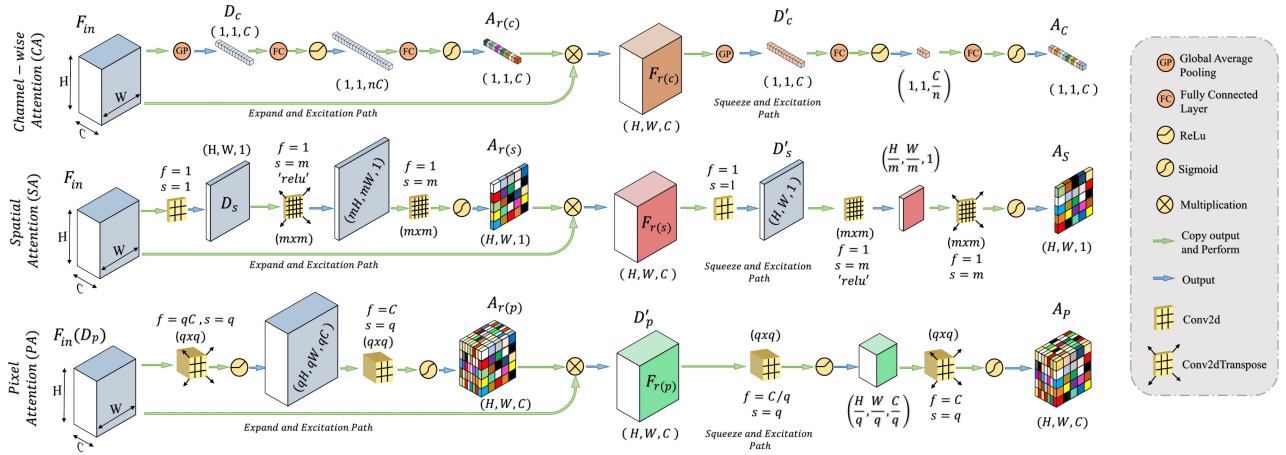 Channel-wise
Attention (CA)
F_in
H
W
C
GP
D_c
(1,1,C)
FC
(1,1,nC)
FC
A_r(c)
(1,1,C)
Expand and Excitation Path
F_r(c)
(H,W,C)
GP
D'_c
(1,1,C)
Squeeze and Excitation
Path
FC
(1,1,C/n)
FC
A_C
(1,1,C)
Spatial
Attention (SA)
F_in
H
W
C
f = 1
s = 1
(H,W,1)
D_s
f = 1
s = m
'relu'
(mxm)
(mH,mW,1)
f = 1
s = m
(mxm)
A_r(s)
(H,W,1)
Expand and Excitation Path
F_r(s)
(H,W,C)
f = 1
s = l
D'_s
(H,W,1)
Squeeze and Excitation
Path
(mxm)
f = 1
s = m
'relu'
(H/m, W/m, 1)
(mxm)
f = 1
s = m
A_S
(H,W,1)
Pixel
Attention (PA)
F_in(D_p)
H
W
C
f = qC , s = q
(qxq)
(qH,qW,qC)
f = C
s = q
(qxq)
A_r(p)
(H,W,C)
Expand and Excitation Path
D'_p
F_r(p)
(H,W,C)
Squeeze and Excitation
Path
(qxq)
f = C/q
s = q
(H/q, W/q, C/q)
(qxq)
f = C
s = q
A_P
(H,W,C)
GP
Global Average
Pooling
FC
Fully Connected
Layer
ReLu
Sigmoid
Multiplication
Copy output
and Perform
Output
Conv2d
Conv2dTranspose